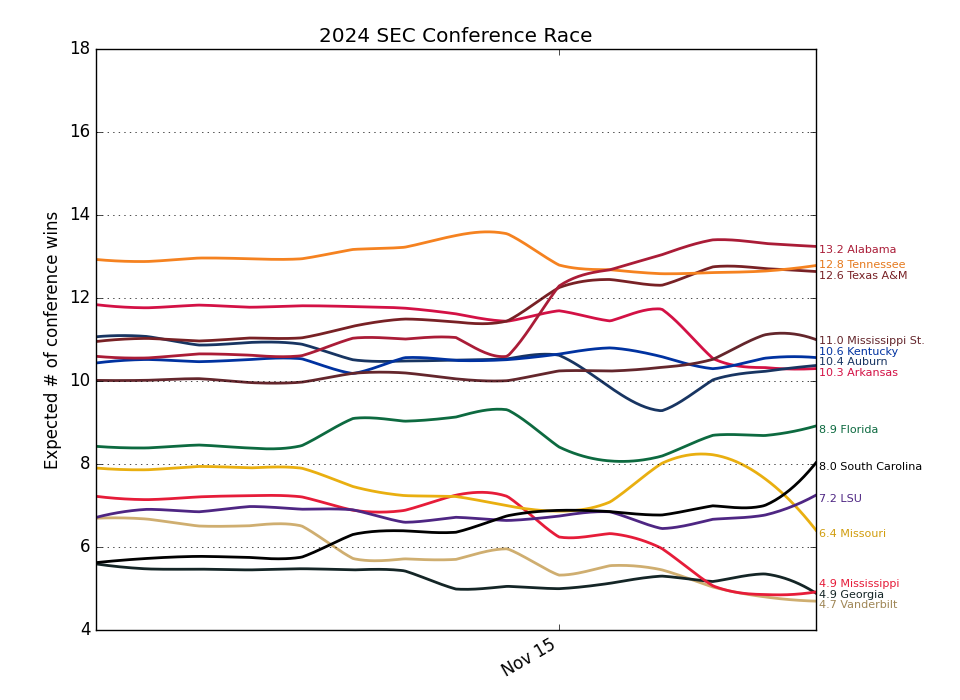 2024 SEC Conference Race
18
16
14
12
10
8
6
4
Expected # of conference wins
Nov 15
13.2 Alabama
12.8 Tennessee
12.6 Texas A&M
11.0 Mississippi St.
10.6 Kentucky
10.4 Auburn
10.3 Arkansas
8.9 Florida
8.0 South Carolina
7.2 LSU
6.4 Missouri
4.9 Mississippi
4.9 Georgia
4.7 Vanderbilt